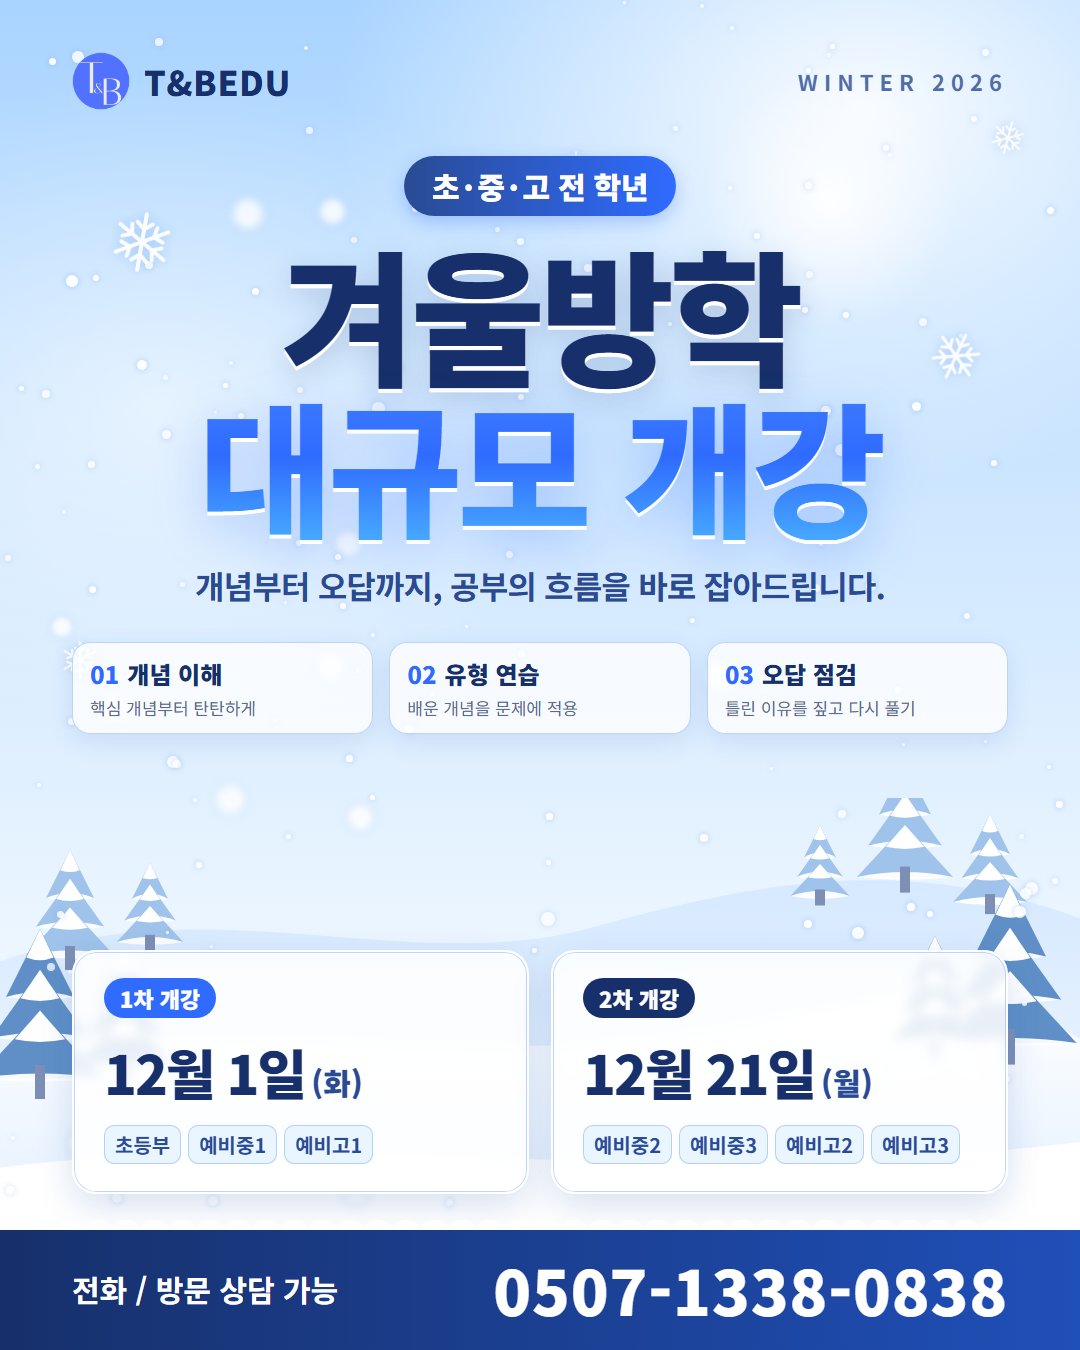 T&B
T&BEDU
WINTER 2026
초·중·고 전 학년
겨울방학
대규모 개강
개념부터 오답까지, 공부의 흐름을 바로 잡아드립니다.
01 개념 이해
핵심 개념부터 탄탄하게
02 유형 연습
배운 개념을 문제에 적용
03 오답 점검
틀린 이유를 짚고 다시 풀기
1차 개강
12월 1일 (화)
초등부 예비중1 예비고1
2차 개강
12월 21일 (월)
예비중2 예비중3 예비고2 예비고3
전화 / 방문 상담 가능
0507-1338-0838